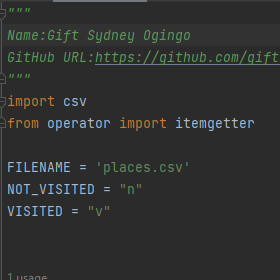 """
Name:Gift Sydney Ogingo
GitHub URL:https://github.com/gift
"""
import csv
from operator import itemgetter
FILENAME = 'places.csv'
NOT_VISITED = "n"
VISITED = "v"
1 usage